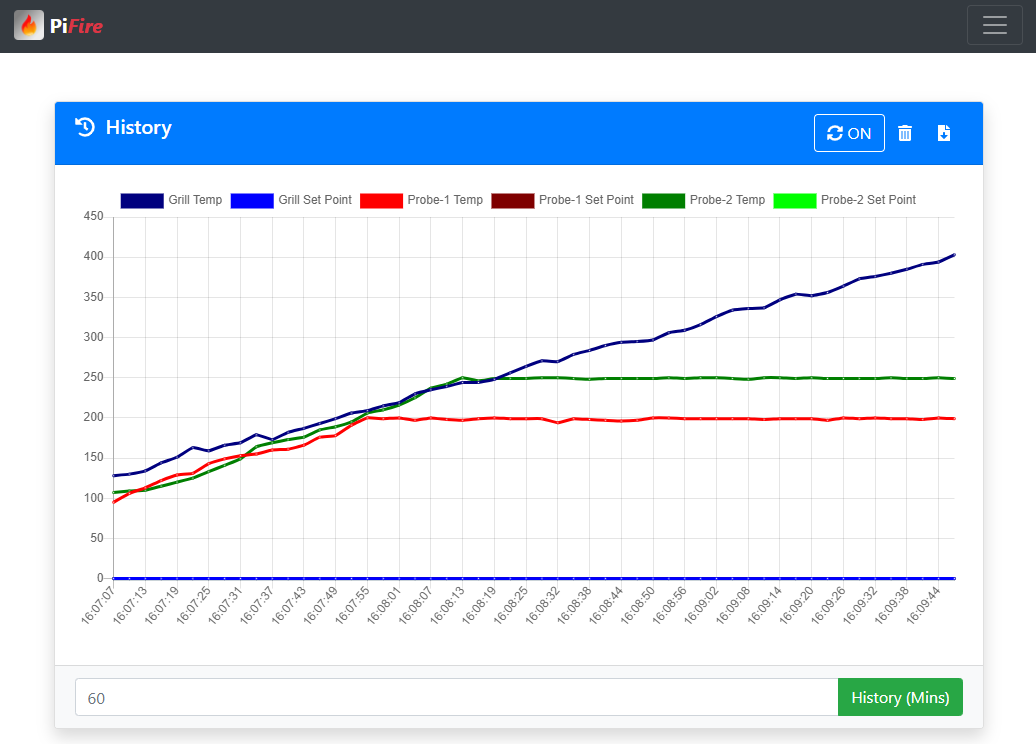 PiFire
History
ON
Grill Temp Grill Set Point Probe-1 Temp Probe-1 Set Point Probe-2 Temp Probe-2 Set Point
450
400
350
300
250
200
150
100
50
0
16:07:07 16:07:13 16:07:19 16:07:25 16:07:31 16:07:37 16:07:43 16:07:49 16:07:55 16:08:01 16:08:07 16:08:13 16:08:19 16:08:25 16:08:32 16:08:38 16:08:44 16:08:50 16:08:56 16:09:02 16:09:08 16:09:14 16:09:20 16:09:26 16:09:32 16:09:38 16:09:44
60 History (Mins)